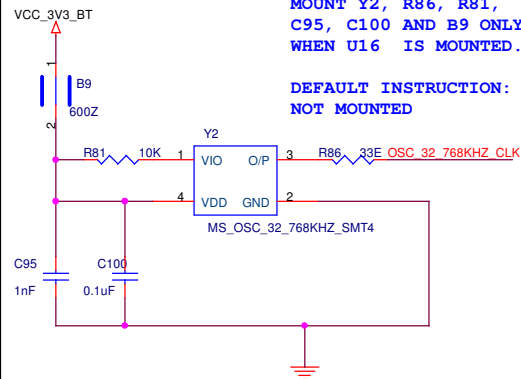 MOUNT Y2, R86, R81,
VCC_3V3_BT
C95, C100 AND B9 ONLY
WHEN U16 IS MOUNTED.
1
B9
DEFAULT INSTRUCTION:
NOT MOUNTED
600Z
2
Y2
R81 10K 1 VIO O/P 3 R86 33E OSC_32_768KHZ_CLK
4 VDD GND 2
MS_OSC_32_768KHZ_SMT4
C95 C100
1nF 0.1uF